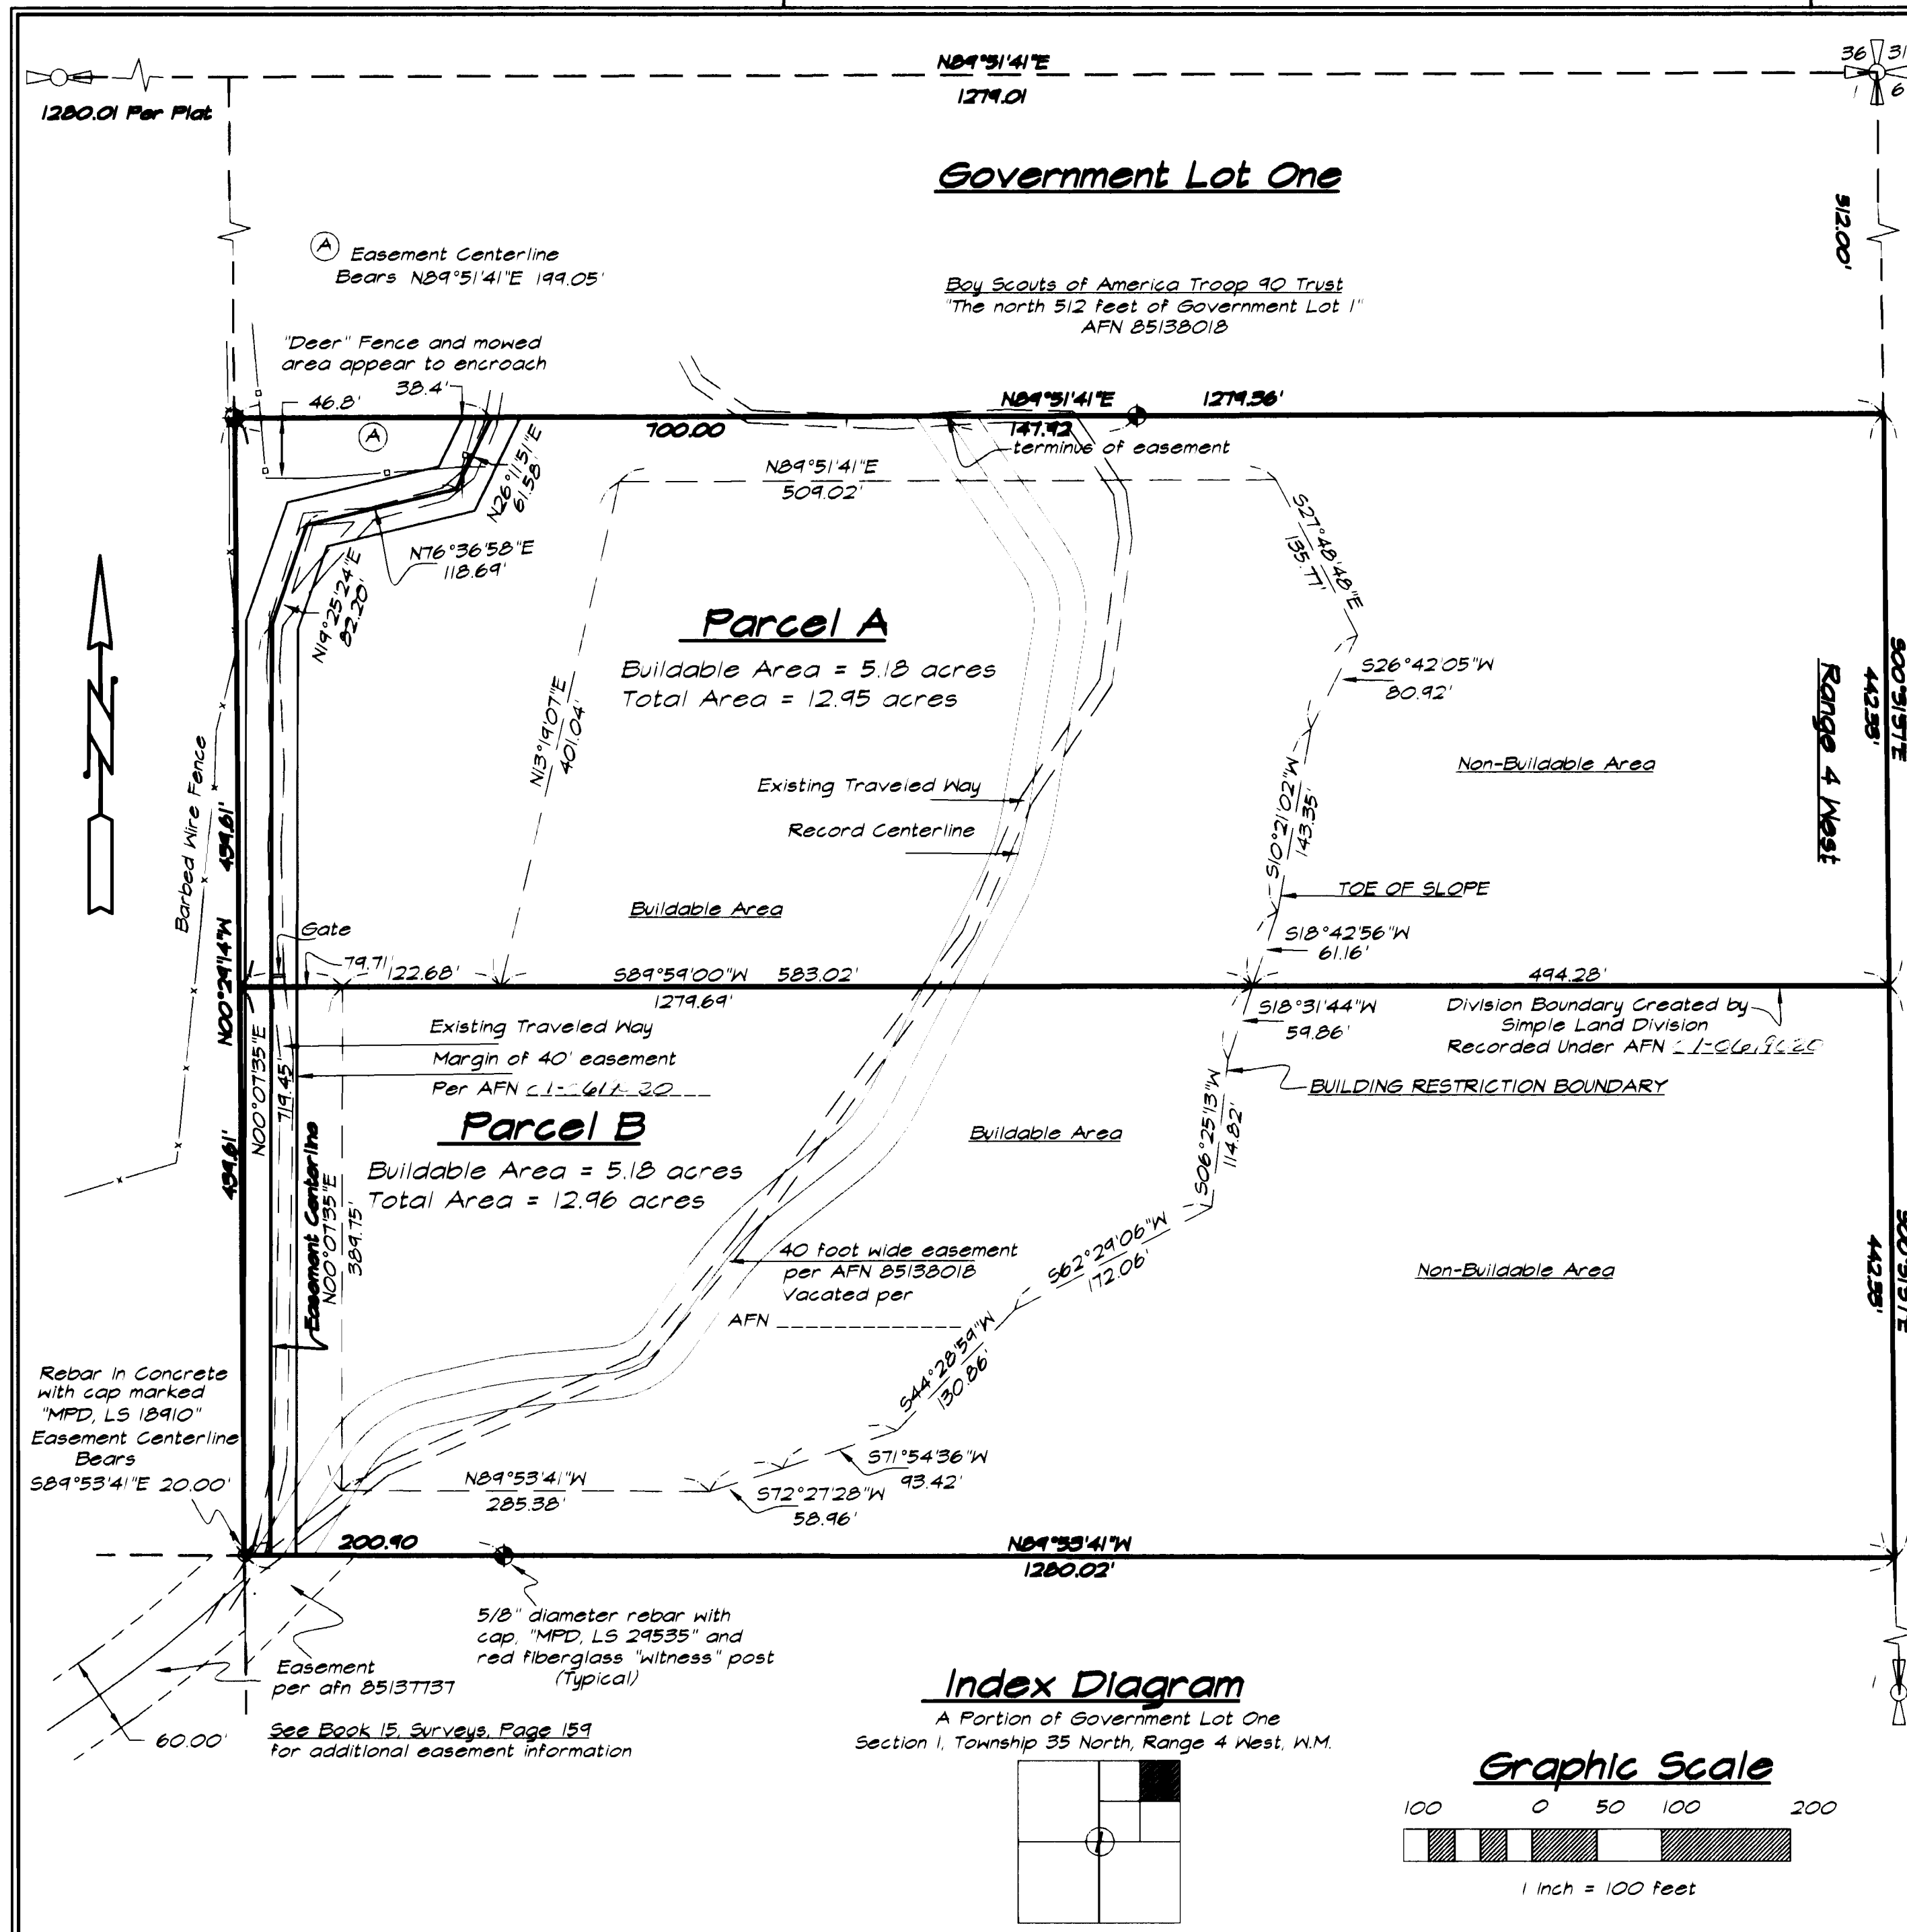 N89°51'41"E
1279.01
36 31
1 6
1280.01 Per Plat
Government Lot One
512.00'
A
Easement Centerline
Bears N89°51'41"E 199.05'
Boy Scouts of America Troop 90 Trust
"The north 512 feet of Government Lot 1"
AFN 85138018
"Deer" Fence and mowed
area appear to encroach
38.4'
46.8'
A
N89°51'41"E 1279.36'
700.00
147.92
terminus of easement
N26°11'51"E
61.58'
N89°51'41"E
509.02'
S27°48'48"E
135.77'
N76°36'58"E
118.69'
N19°25'24"E
82.20'
Parcel A
Buildable Area = 5.18 acres
Total Area = 12.95 acres
S26°42'05"W
80.92'
S00°31'57"E
442.58'
Range 4 West
N13°19'07"E
401.04'
Barbed Wire Fence
439.61'
Existing Traveled Way
Record Centerline
Non-Buildable Area
S10°21'02"W
143.35'
TOE OF SLOPE
Buildable Area
N00°29'14"W
Gate
S18°42'56"W
61.16'
79.71'
122.68'
S89°59'00"W 583.02'
1279.69'
494.28'
S18°31'44"W
59.86'
Division Boundary Created by
Simple Land Division
Recorded Under AFN
Existing Traveled Way
Margin of 40' easement
Per AFN
N00°07'35"E
719.45'
BUILDING RESTRICTION BOUNDARY
Parcel B
Buildable Area = 5.18 acres
Total Area = 12.96 acres
Buildable Area
S06°25'13"W
114.82'
439.61'
Easement Centerline
N00°07'35"E
389.75'
S00°31'57"E
442.58'
40 foot wide easement
per AFN 85138018
Vacated per
AFN
S62°29'06"W
172.06'
Non-Buildable Area
S44°28'59"W
130.86'
Rebar In Concrete
with cap marked
"MPD, LS 18910"
Easement Centerline
Bears
S89°53'41"E 20.00'
S71°54'36"W
93.42'
N89°53'41"W
285.38'
S72°27'28"W
58.96'
200.90
N89°53'41"W
1280.02'
5/8" diameter rebar with
cap, "MPD, LS 29535" and
red fiberglass "witness" post
(Typical)
Easement
per afn 85137737
60.00'
See Book 15, Surveys, Page 159
for additional easement information
Index Diagram
A Portion of Government Lot One
Section 1, Township 35 North, Range 4 West, W.M.
1
1
Graphic Scale
100 0 50 100 200
1 inch = 100 feet